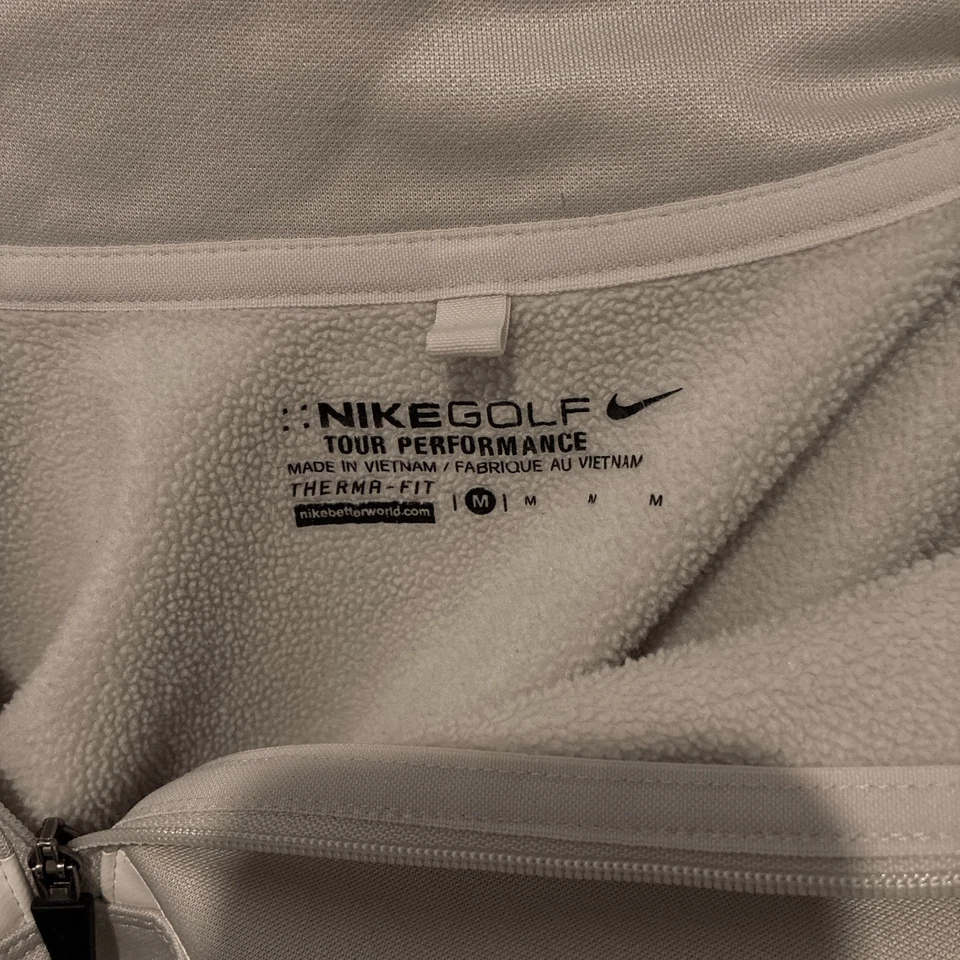 ::NIKEGOLF
TOUR PERFORMANCE
MADE IN VIETNAM / FABRIQUE AU VIETNAM
THERMA-FIT
nikebetterworld.com
|M| M M M